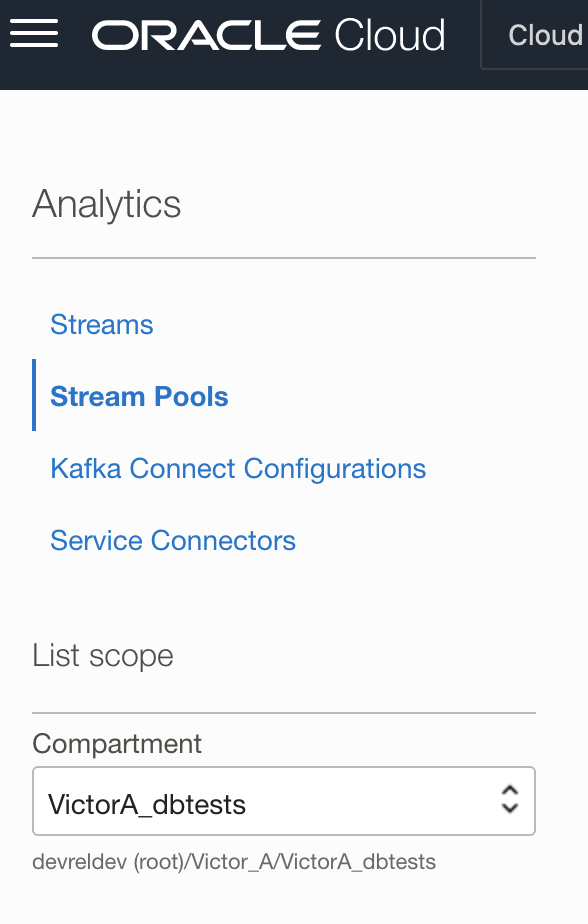 ORACLE Cloud
Cloud
Analytics
Streams
Stream Pools
Kafka Connect Configurations
Service Connectors
List scope
Compartment
VictorA_dbtests
devreldev (root)/Victor_A/VictorA_dbtests